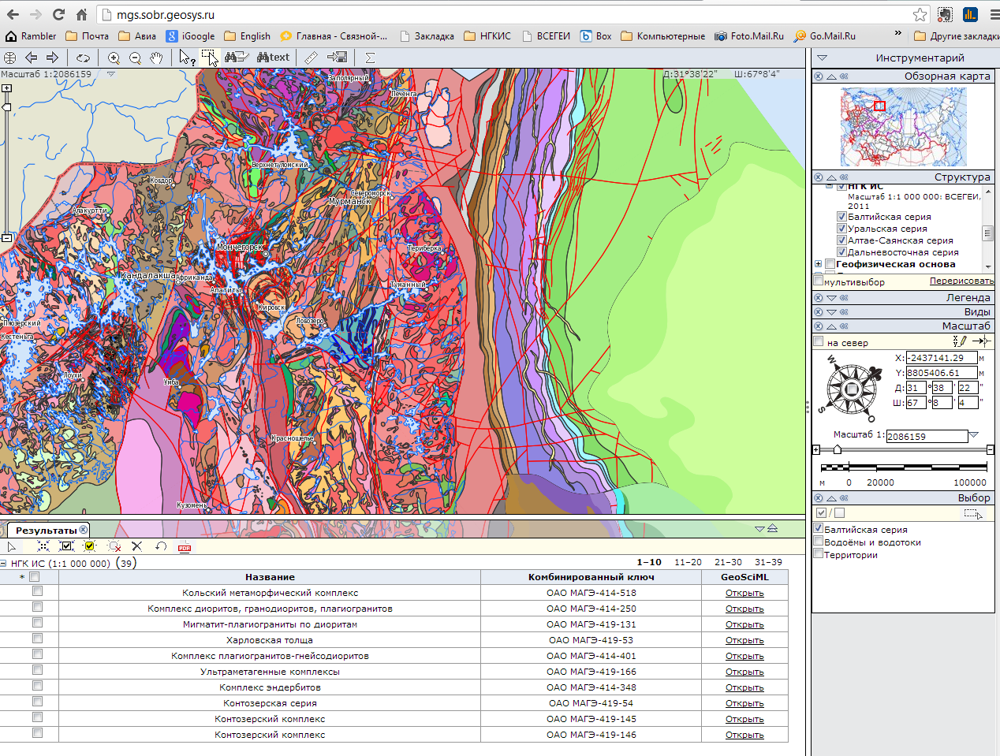 mgs.sobr.geosys.ru
Rambler Почта Авиа iGoogle English Главная – Связной-... Закладка НГКИС ВСЕГЕИ Box Компьютерные Foto.Mail.Ru Go.Mail.Ru » Другие закладки
text
Масштаб 1:2086159
Д:31°38'22" Ш:67°8'4"
Заполярный
Печенга
Верхнетуломский
Ковдор
Североморск
Мурманск
Алакуртти
Мончегорск
Териберка
Кандалакша
Африканда
Апатиты
Туманный
Кировск
Ловозеро
Пяозерский
Кестеньга
Лоухи
Умба
Краснощелье
Кузомень
Инструментарий
Обзорная карта
Структура
НГК ИС
Масштаб 1:1 000 000: ВСЕГЕИ,
2011
Балтийская серия
Уральская серия
Алтае-Саянская серия
Дальневосточная серия
Геофизическая основа
мультивыбор Перерисовать
Легенда
Виды
Масштаб
на север
N
S
O
X: -2437141.29 м
Y: 8805406.61 м
Д: 31 ° 38 ' 22 "
Ш: 67 ° 8 ' 4 "
Масштаб 1: 2086159
м 0 20000 100000
Выбор
/
Балтийская серия
Водоёмы и водотоки
Территории
Результаты
PDF
НГК ИС (1:1 000 000) (39)
1–10 11–20 21–30 31–39
* Название Комбинированный ключ GeoSciML
Кольский метаморфический комплекс ОАО МАГЭ-414-518 Открыть
Комплекс диоритов, гранодиоритов, плагиогранитов ОАО МАГЭ-414-250 Открыть
Мигматит-плагиограниты по диоритам ОАО МАГЭ-419-131 Открыть
Харловская толща ОАО МАГЭ-419-53 Открыть
Комплекс плагиогранитов-гнейсодиоритов ОАО МАГЭ-414-401 Открыть
Ультраметагенные комплексы ОАО МАГЭ-419-166 Открыть
Комплекс эндербитов ОАО МАГЭ-414-348 Открыть
Контозерская серия ОАО МАГЭ-419-54 Открыть
Контозерский комплекс ОАО МАГЭ-419-145 Открыть
Контозерский комплекс ОАО МАГЭ-419-146 Открыть